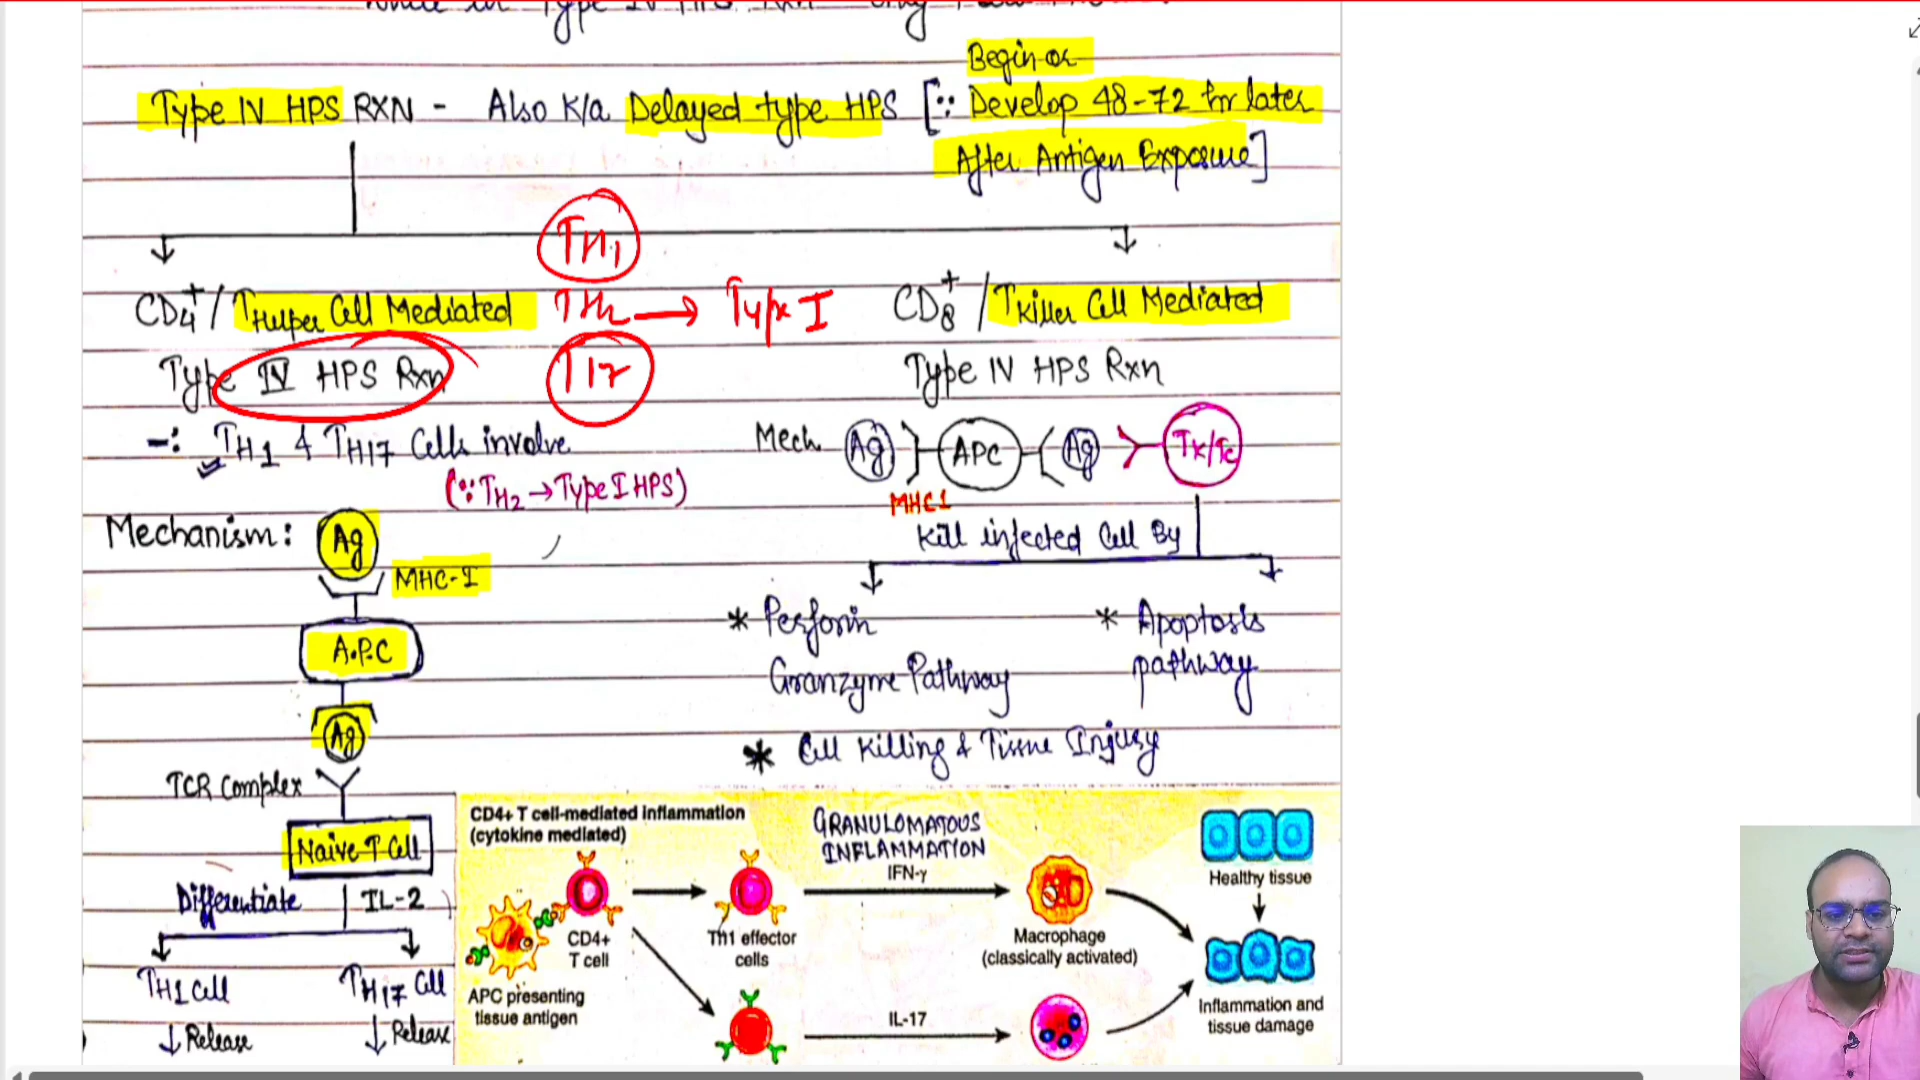 Begin or
Type IV HPS RXN - Also K/a Delayed type HPS [∵ Develop 48-72 hr later
After Antigen Exposure]
TH1
CD4+/ THelper Cell Mediated TH2 → Type I CD8+/TKiller Cell Mediated
Type IV HPS Rxn T17 Type IV HPS Rxn
-: TH1 & TH17 Cells involve
(∵ TH2 → Type I HPS)
Mech Ag APC Ag Tk/Tc
MHC1
Kill infected Cell By
Mechanism: Ag
MHC-I
A.P.C
Ag
* Perforin
Granzyme Pathway
* Apoptosis
pathway
* Cell Killing & Tissue Injury
TCR Complex
Naive T Cell
Differentiate IL-2
TH1 Cell TH17 Cell
↓ Release ↓ Release
CD4+ T cell-mediated inflammation
(cytokine mediated)
GRANULOMATOUS
INFLAMMATION
IFN-γ
Healthy tissue
CD4+
T cell
Th1 effector
cells
Macrophage
(classically activated)
APC presenting
tissue antigen
IL-17
Inflammation and
tissue damage